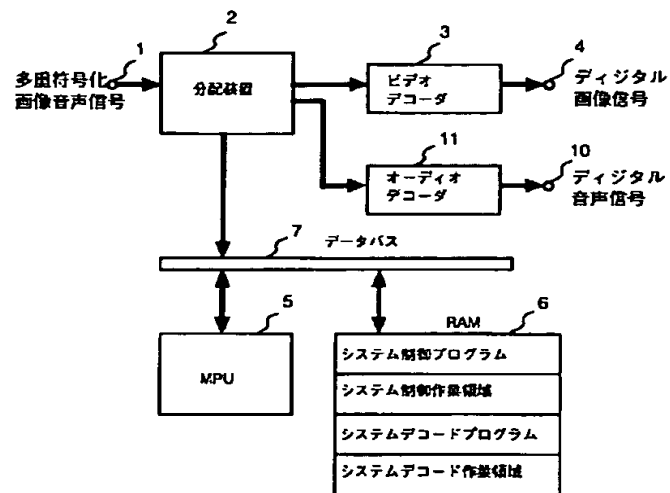 1
多重符号化
画像音声信号
2
分配装置
3
ビデオ
デコーダ
4
ディジタル
画像信号
11
オーディオ
デコーダ
10
ディジタル
音声信号
7
データバス
5
MPU
RAM
6
システム制御プログラム
システム制御作業領域
システムデコードプログラム
システムデコード作業領域